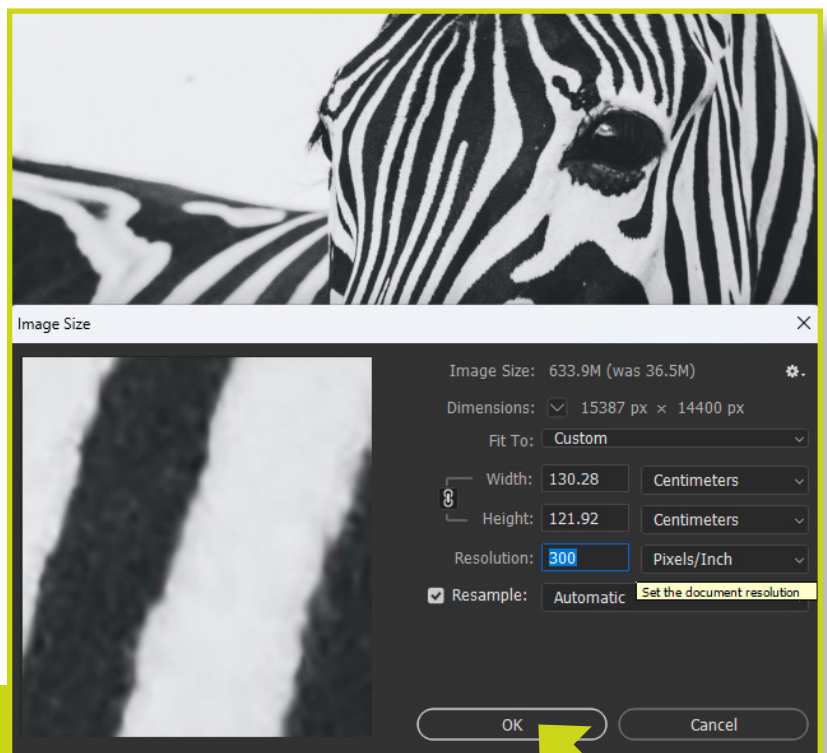 Image Size
Image Size: 633.9M (was 36.5M)
Dimensions: 15387 px × 14400 px
Fit To: Custom
Width: 130.28 Centimeters
Height: 121.92 Centimeters
Resolution: 300 Pixels/Inch
Resample: Automatic
Set the document resolution
OK Cancel